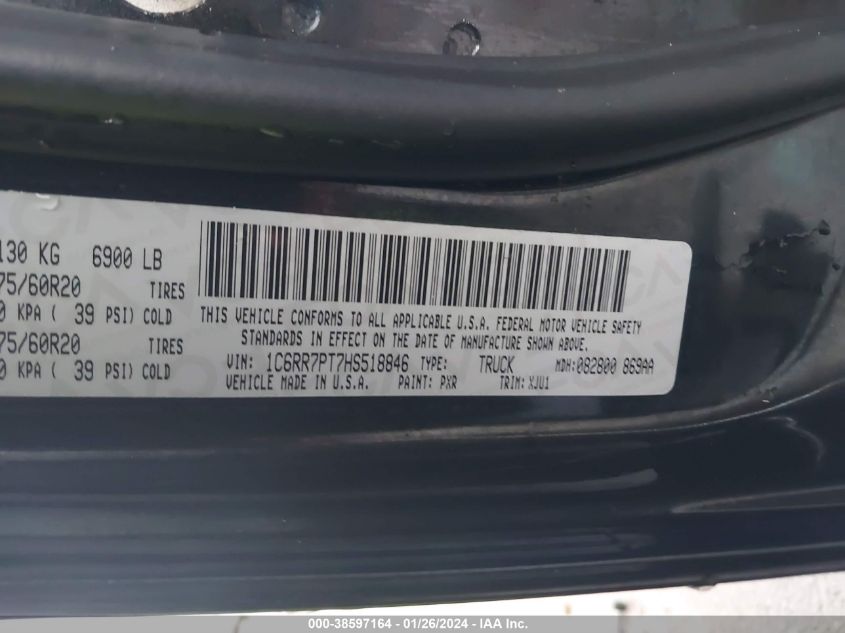 130 KG 6900 LB
75/60R20 TIRES
0 KPA ( 39 PSI) COLD
75/60R20 TIRES
0 KPA ( 39 PSI) COLD
THIS VEHICLE CONFORMS TO ALL APPLICABLE U.S.A. FEDERAL MOTOR VEHICLE SAFETY
STANDARDS IN EFFECT ON THE DATE OF MANUFACTURE SHOWN ABOVE.
VIN: 1C6RR7PT7HS518846 TYPE: TRUCK MDH:082800 869AA
VEHICLE MADE IN U.S.A. PAINT: PXR TRIM: XJU1
000-38597164 - 01/26/2024 - IAA Inc.